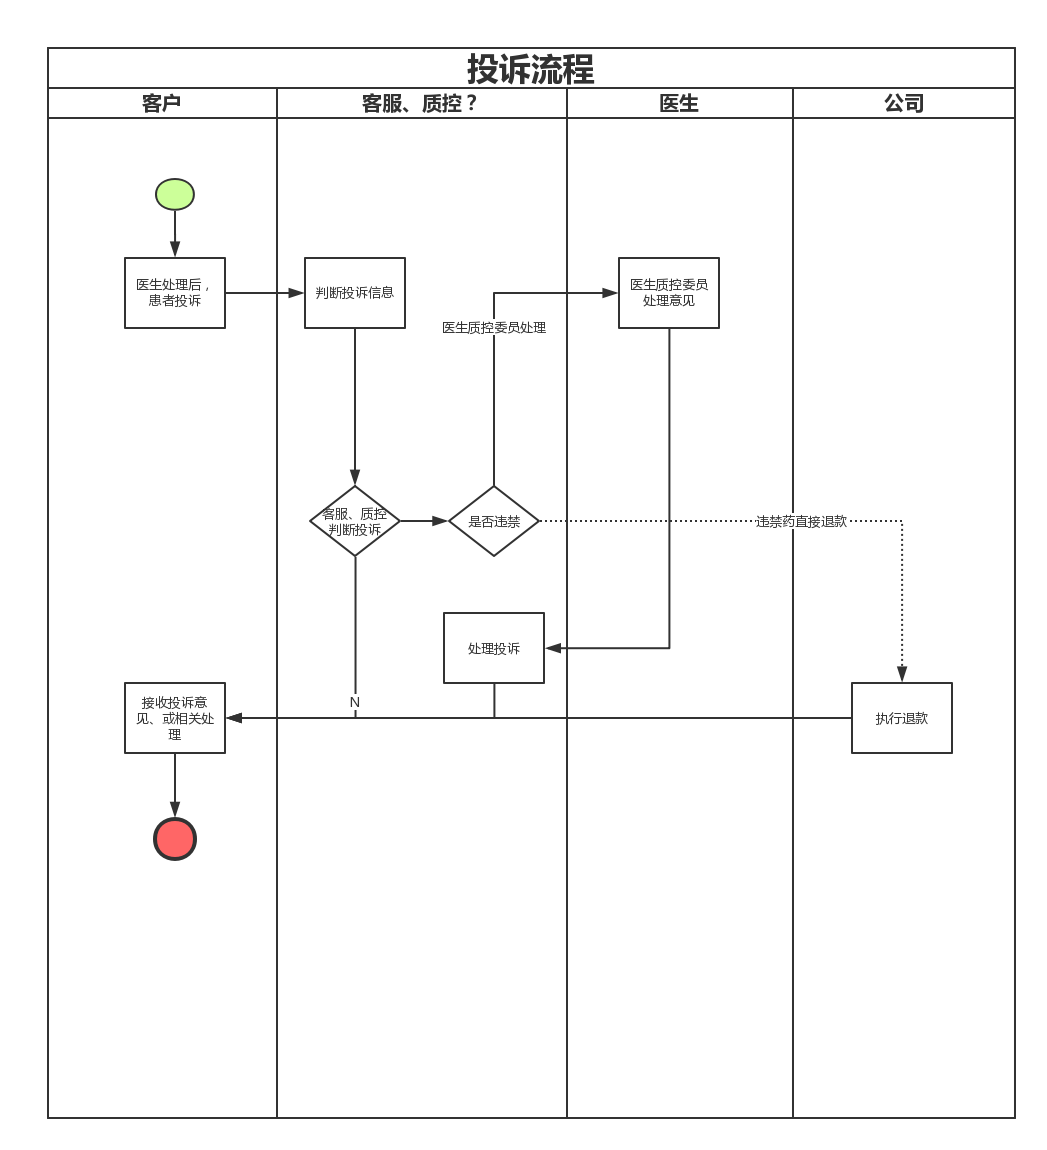 投诉流程
客户
客服、质控？
医生
公司
医生处理后，
患者投诉
判断投诉信息
医生质控委员
处理意见
医生质控委员处理
客服、质控
判断投诉
是否违禁
违禁药直接退款
处理投诉
N
接收投诉意
见、或相关处
理
执行退款